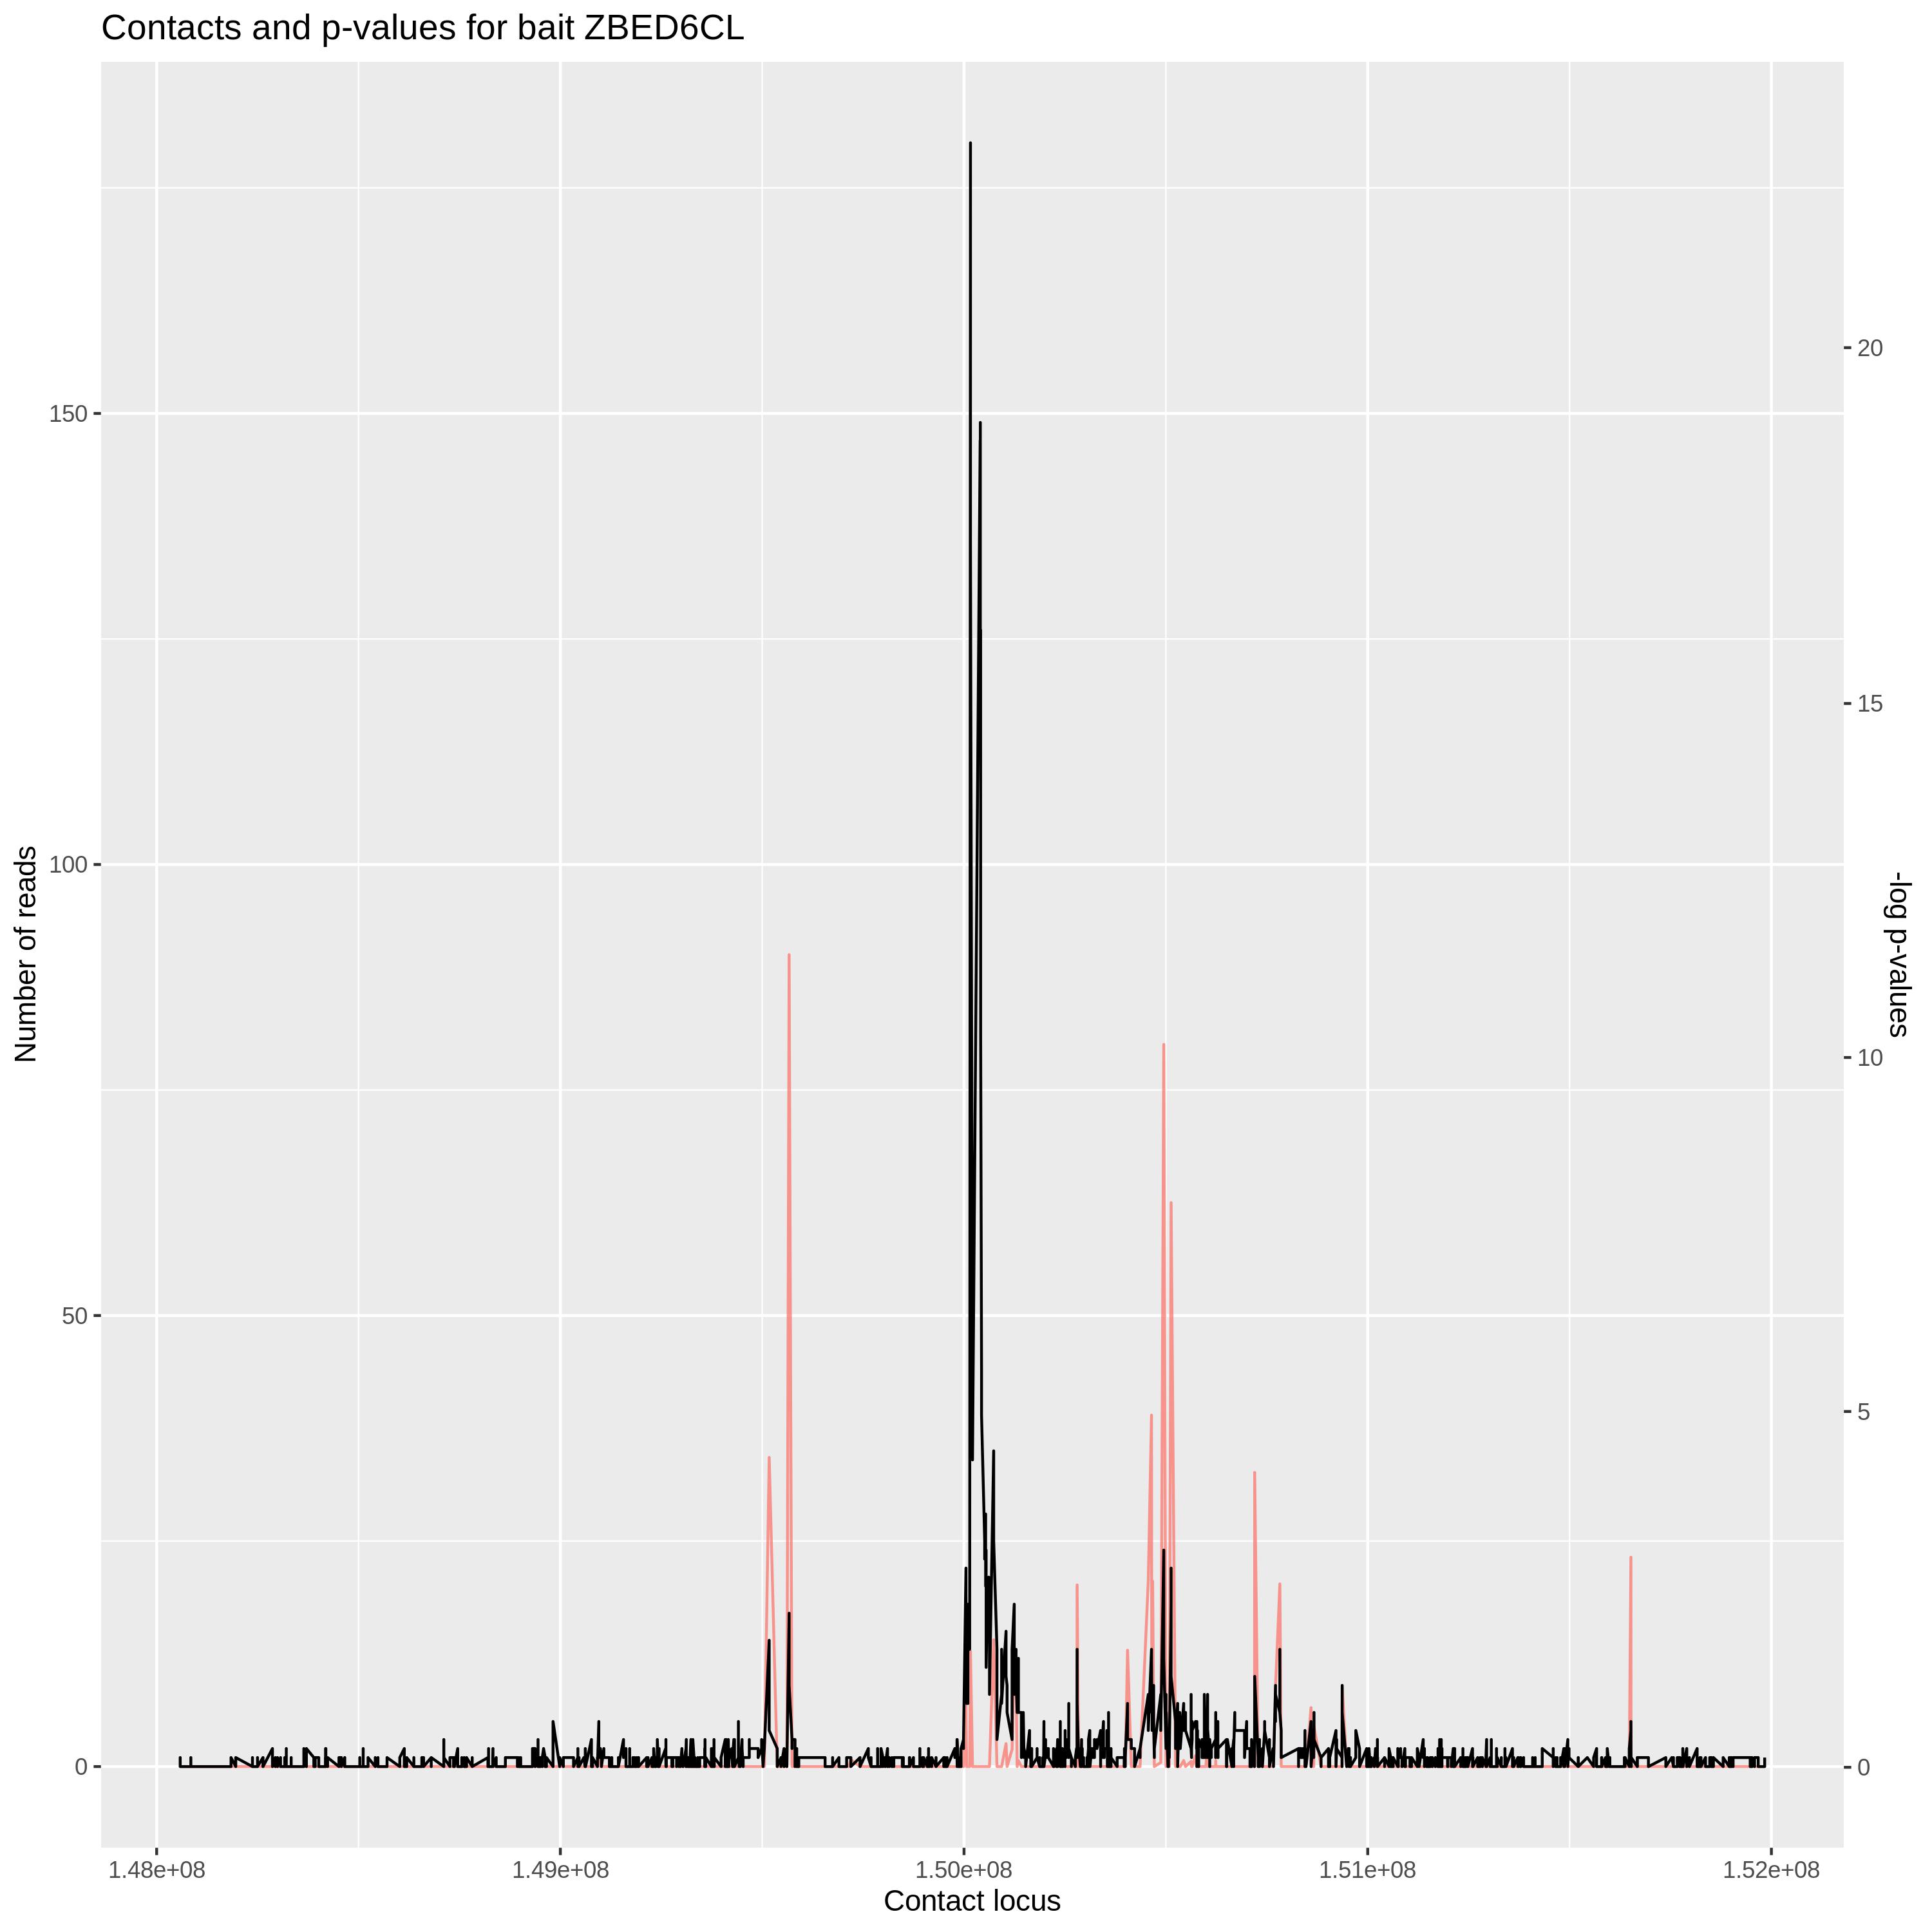 Contacts and p-values for bait ZBED6CL
150
100
50
0
Number of reads
20
15
10
5
0
-log p-values
1.48e+08 1.49e+08 1.50e+08 1.51e+08 1.52e+08
Contact locus